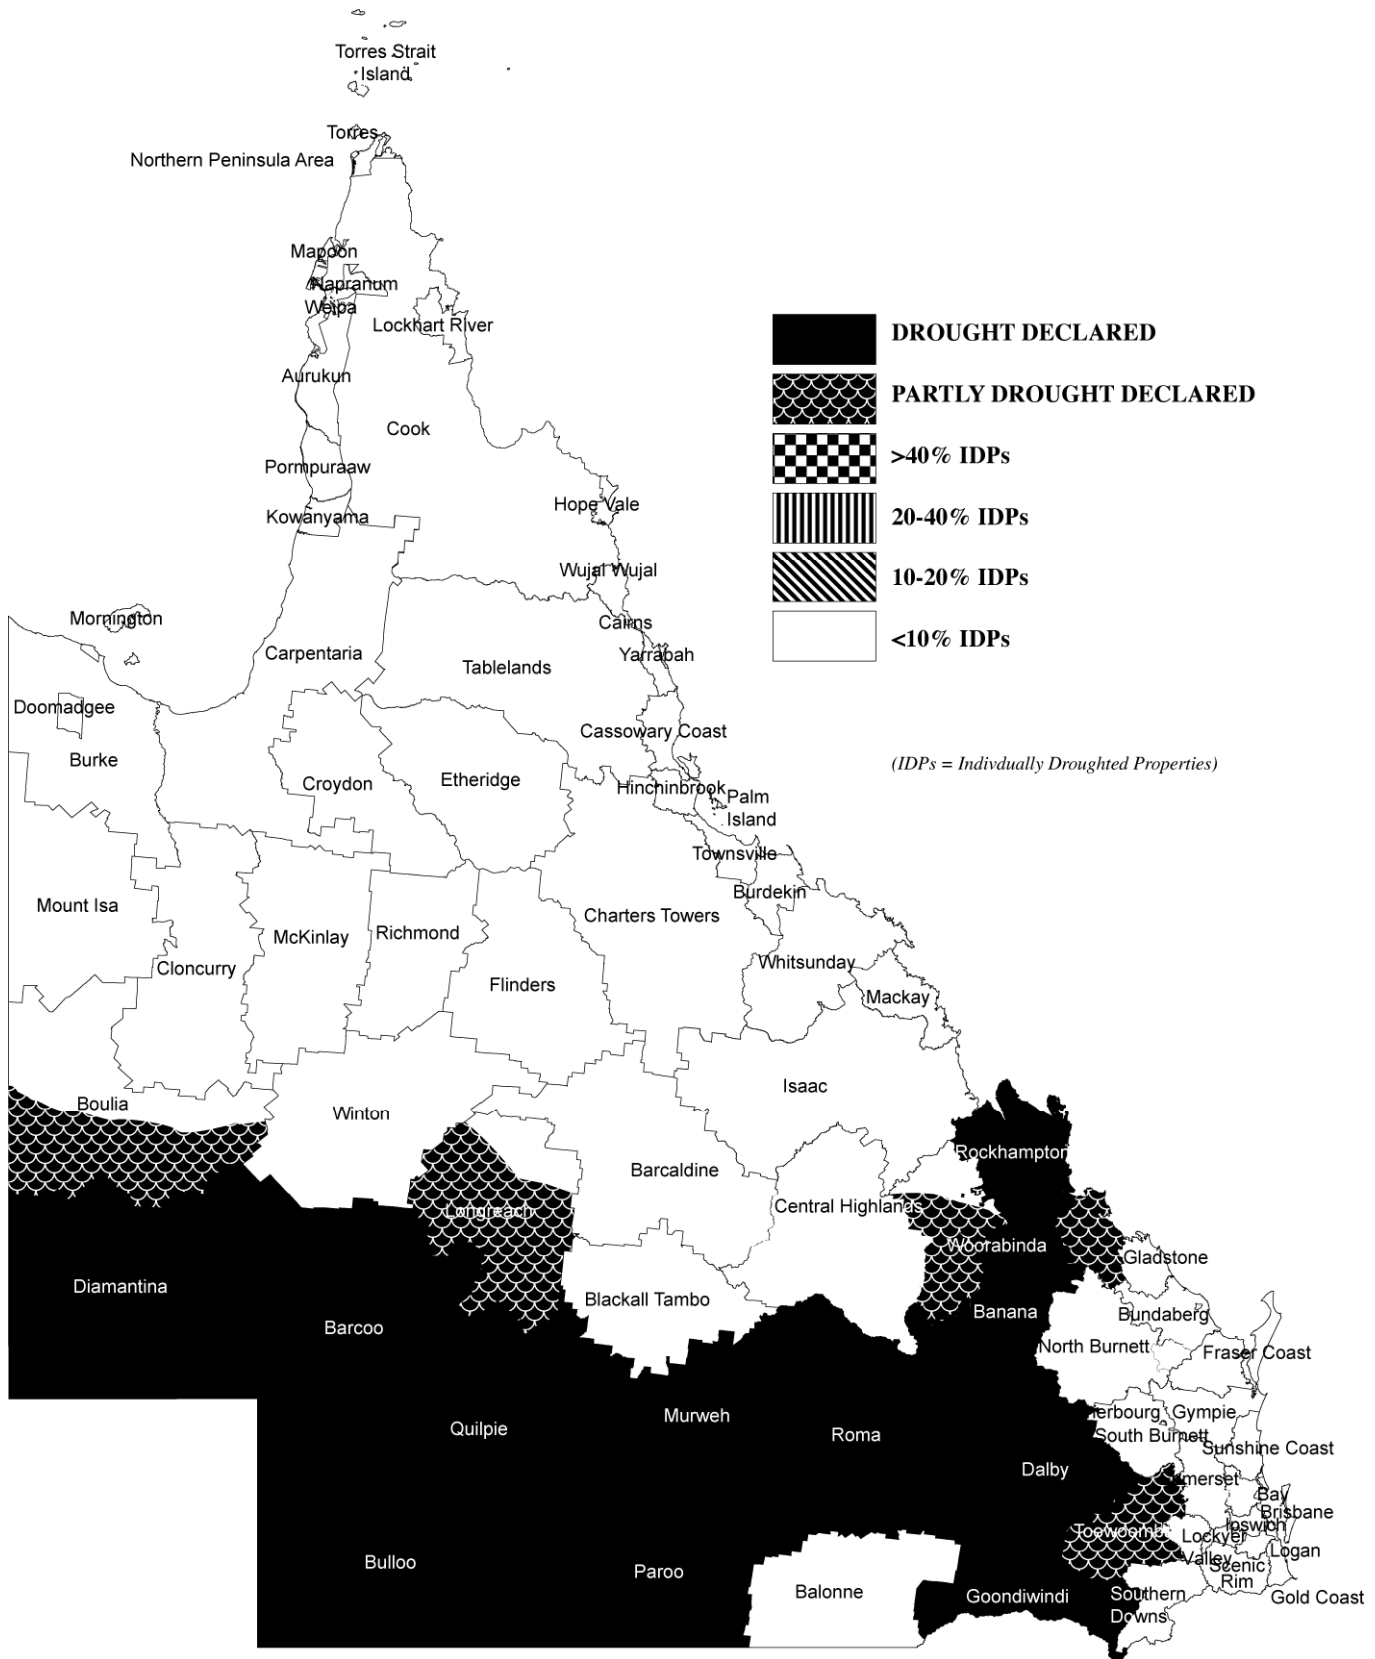 Torres Strait
Island
Torres
Northern Peninsula Area
Mapoon
Napranum
Weipa
Lockhart River
Aurukun
Cook
Pormpuraaw
Kowanyama
Hope Vale
Wujal Wujal
Mornington
Cairns
Yarrabah
Carpentaria
Tablelands
Doomadgee
Burke
Cassowary Coast
Croydon
Etheridge
Hinchinbrook
Palm
Island
Townsville
Burdekin
Mount Isa
Cloncurry
McKinlay
Richmond
Flinders
Charters Towers
Whitsunday
Mackay
Isaac
Boulia
Winton
Rockhampton
Barcaldine
Longreach
Central Highlands
Woorabinda
Gladstone
Diamantina
Barcoo
Blackall Tambo
Banana
Bundaberg
North Burnett
Fraser Coast
Quilpie
Murweh
Roma
Dalby
erbourg
Gympie
South Burnett
Sunshine Coast
merset
Bay
Brisbane
Ipswich
Toowoomb
Lockyer
Valley
Logan
Scenic
Rim
Gold Coast
Bulloo
Paroo
Balonne
Goondiwindi
Southern
Downs
DROUGHT DECLARED
PARTLY DROUGHT DECLARED
>40% IDPs
20-40% IDPs
10-20% IDPs
<10% IDPs
(IDPs = Indivdually Droughted Properties)